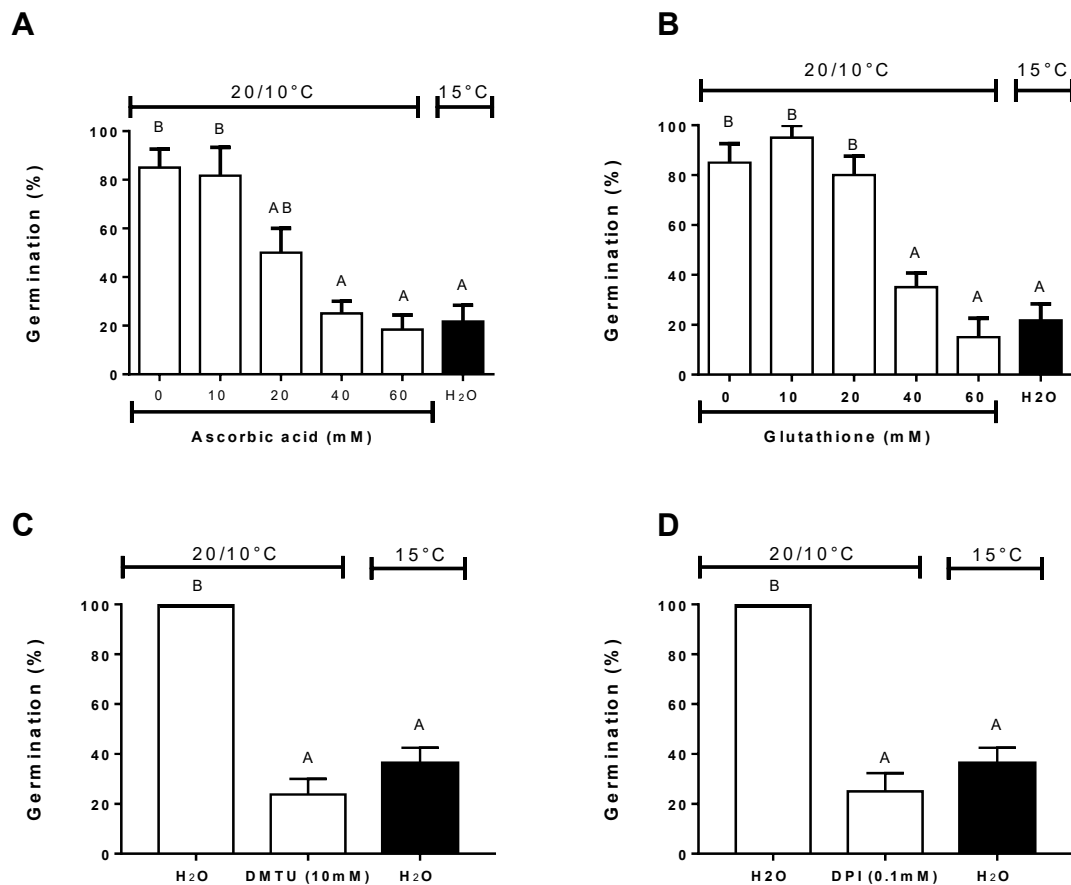 A
20/10°C 15°C
Germination (%)
100
80
60
40
20
0
B B AB A A A
0 10 20 40 60 H₂O
Ascorbic acid (mM)
B
20/10°C 15°C
Germination (%)
100
80
60
40
20
0
B B B A A A
0 10 20 40 60 H2O
Glutathione (mM)
C
20/10°C 15°C
Germination (%)
100
80
60
40
20
0
B A A
H₂O DMTU (10mM) H₂O
D
20/10°C 15°C
Germination (%)
100
80
60
40
20
0
B A A
H2O DPI (0.1mM) H₂O